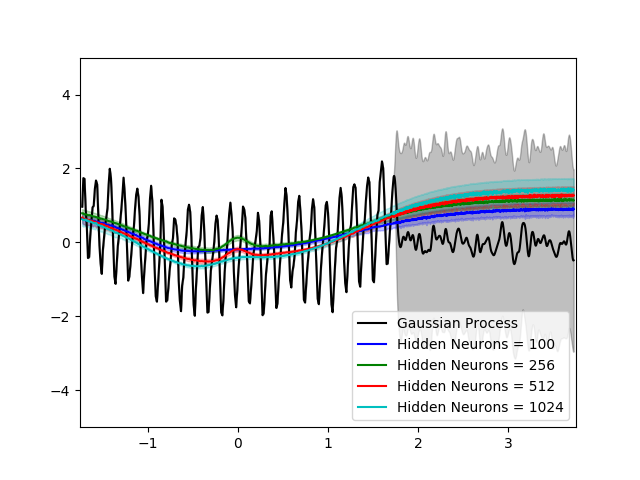 4
2
0
−2
−4
Gaussian Process
Hidden Neurons = 100
Hidden Neurons = 256
Hidden Neurons = 512
Hidden Neurons = 1024
−1 0 1 2 3